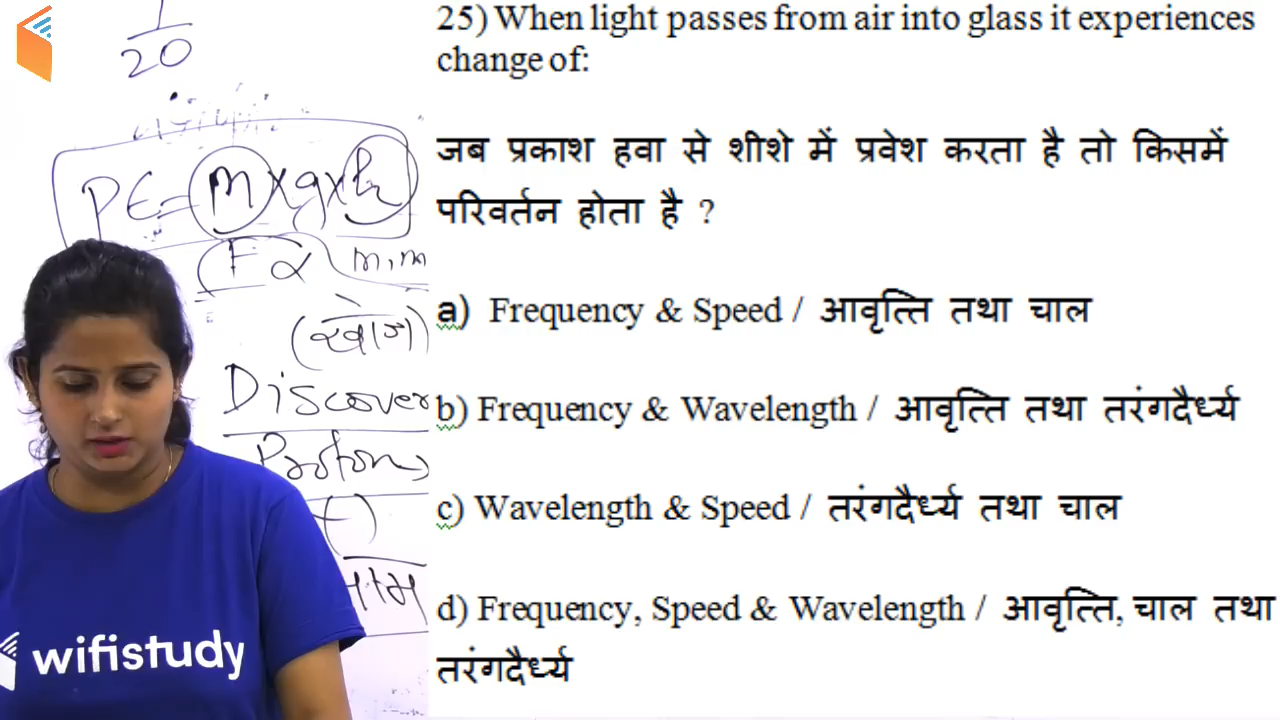 1
20
PE = m×g×h
F ∝ m,m
(खोज)
Discover
Proton
(+)
wifistudy
25) When light passes from air into glass it experiences
change of:
जब प्रकाश हवा से शीशे में प्रवेश करता है तो किसमें
परिवर्तन होता है ?
a) Frequency & Speed / आवृत्ति तथा चाल
b) Frequency & Wavelength / आवृत्ति तथा तरंगदैर्ध्य
c) Wavelength & Speed / तरंगदैर्ध्य तथा चाल
d) Frequency, Speed & Wavelength / आवृत्ति, चाल तथा
तरंगदैर्ध्य